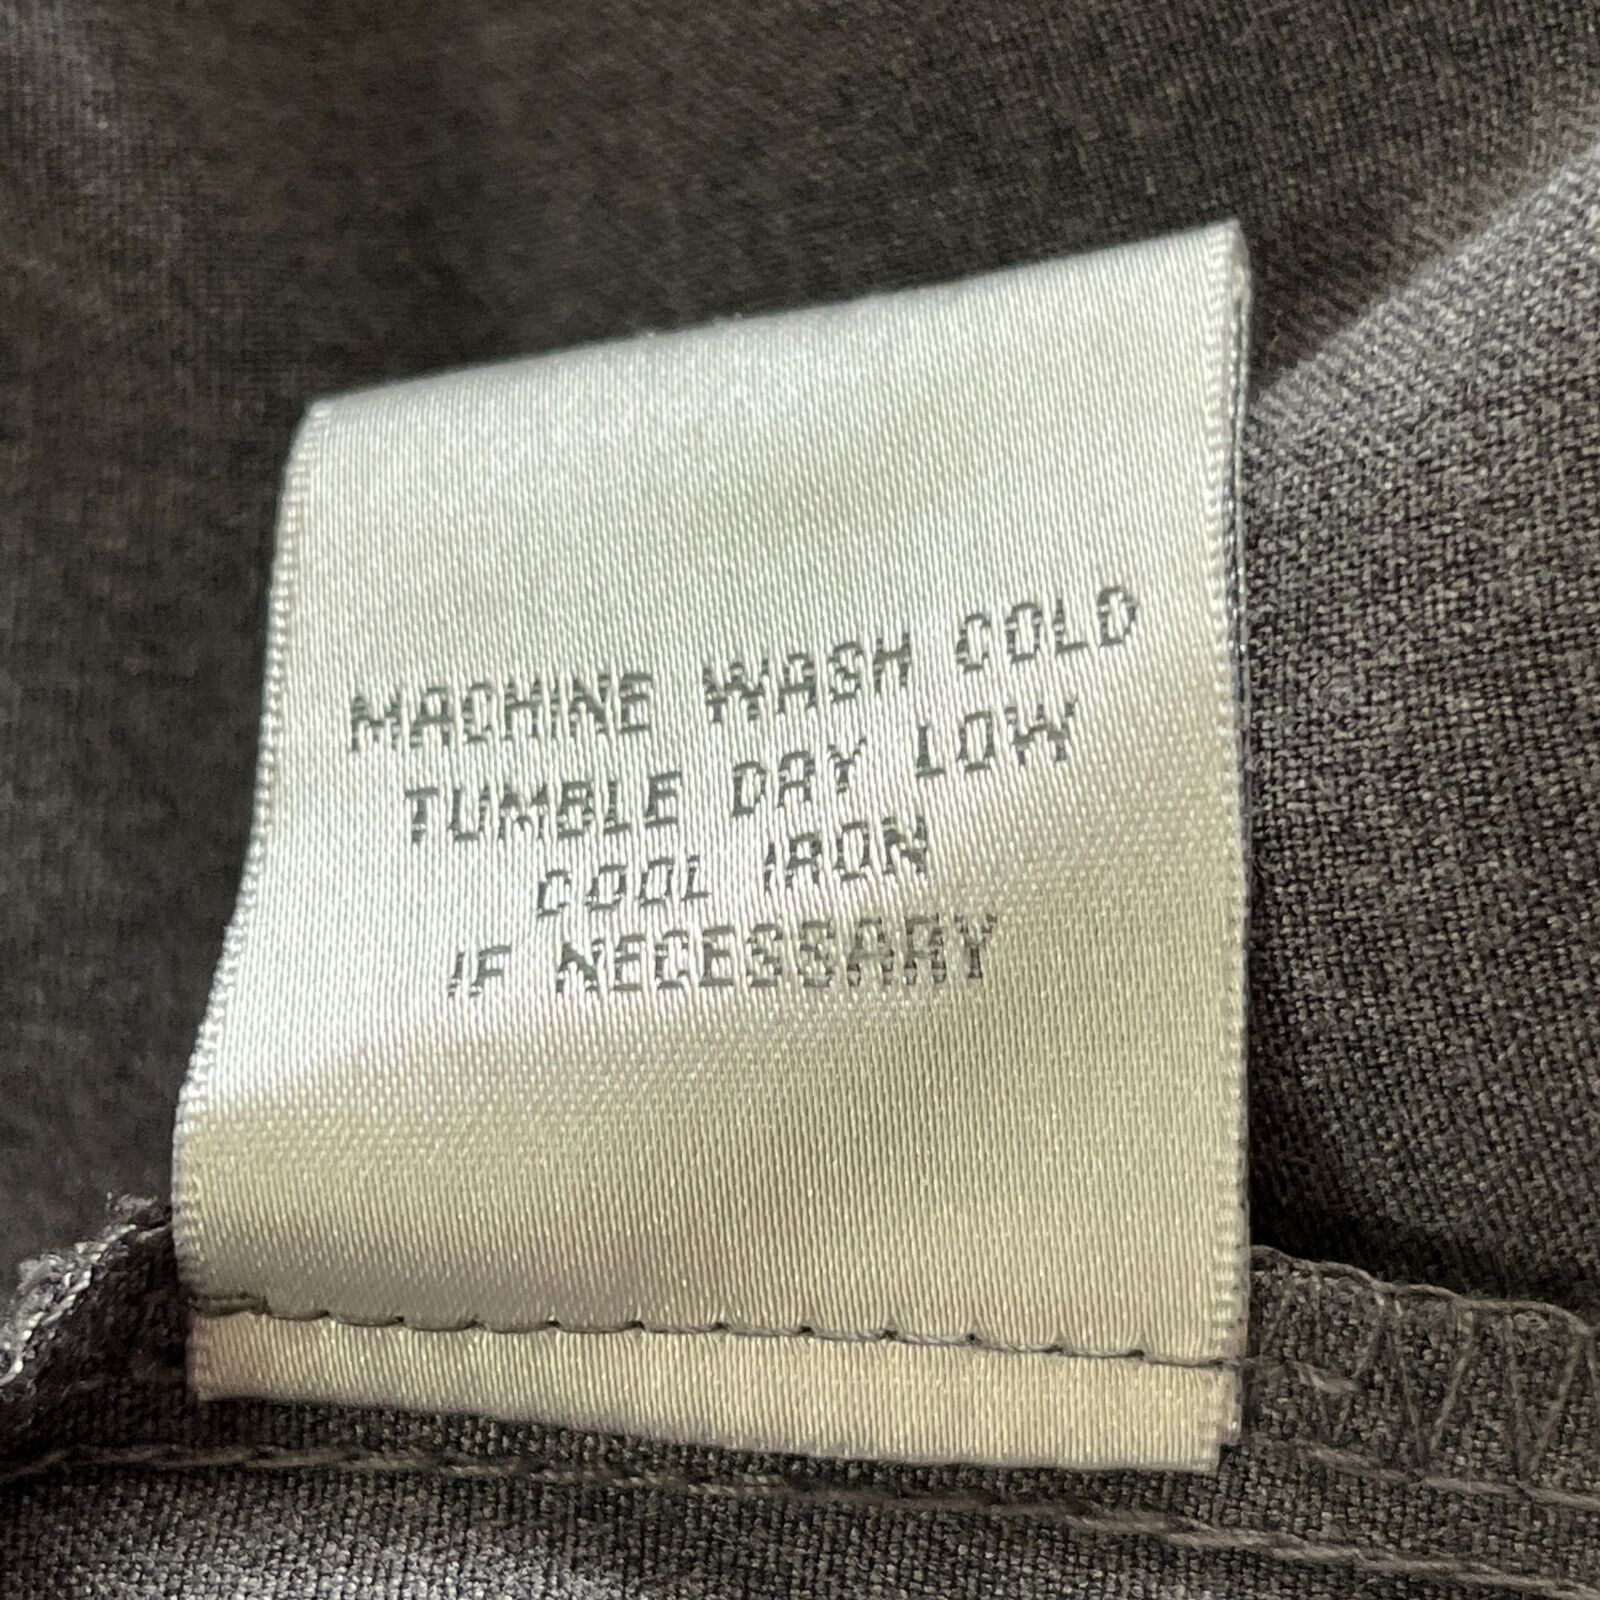 MACHINE WASH COLD
TUMBLE DRY LOW
COOL IRON
IF NECESSARY